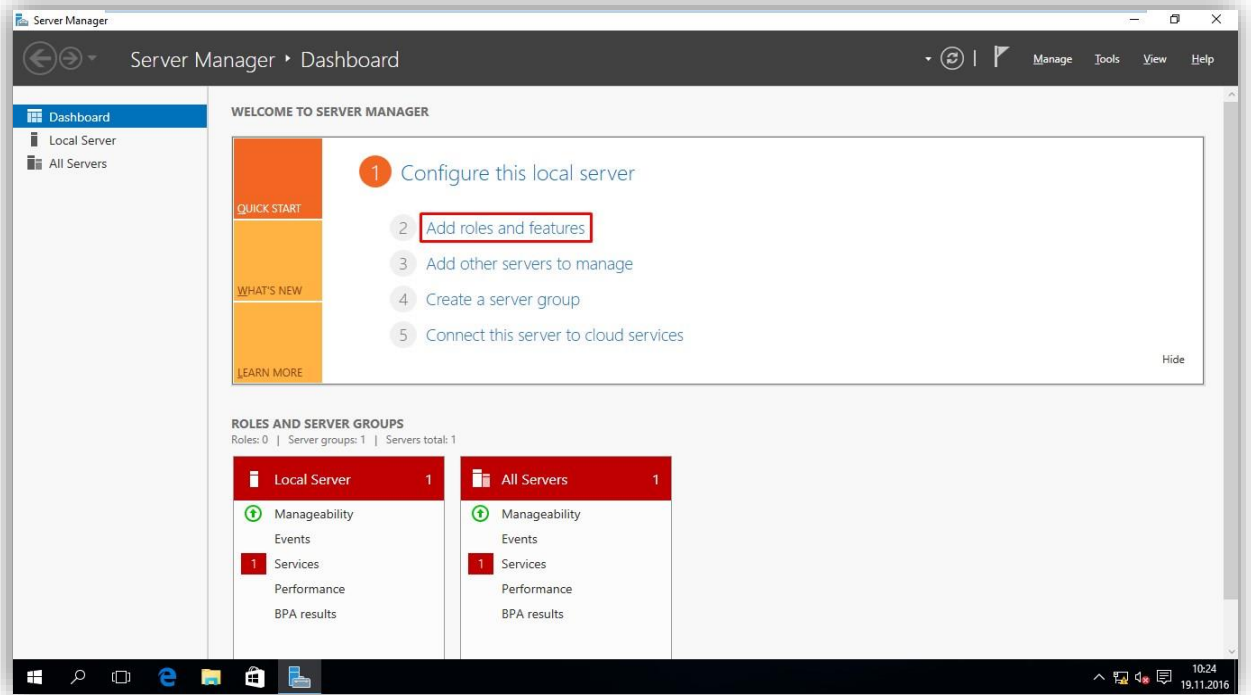 Server Manager
Server Manager ‣ Dashboard
Manage Tools View Help
Dashboard
Local Server
All Servers
WELCOME TO SERVER MANAGER
QUICK START
WHAT'S NEW
LEARN MORE
1 Configure this local server
2 Add roles and features
3 Add other servers to manage
4 Create a server group
5 Connect this server to cloud services
Hide
ROLES AND SERVER GROUPS
Roles: 0 | Server groups: 1 | Servers total: 1
Local Server 1
Manageability
Events
1 Services
Performance
BPA results
All Servers 1
Manageability
Events
1 Services
Performance
BPA results
10:24
19.11.2016